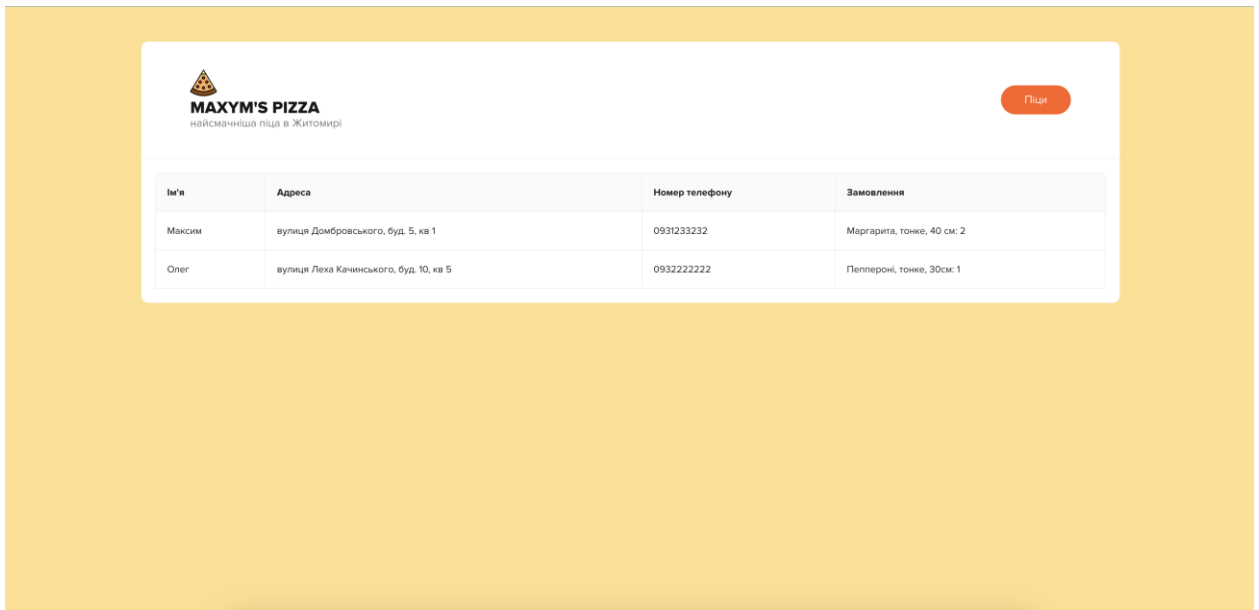 MAXYM'S PIZZA
найсмачніша піца в Житомирі
Піци
Ім'я Адреса Номер телефону Замовлення
Максим вулиця Домбровського, буд. 5, кв 1 0931233232 Маргарита, тонке, 40 см: 2
Олег вулиця Леха Качинського, буд. 10, кв 5 0932222222 Пеппероні, тонке, 30см: 1